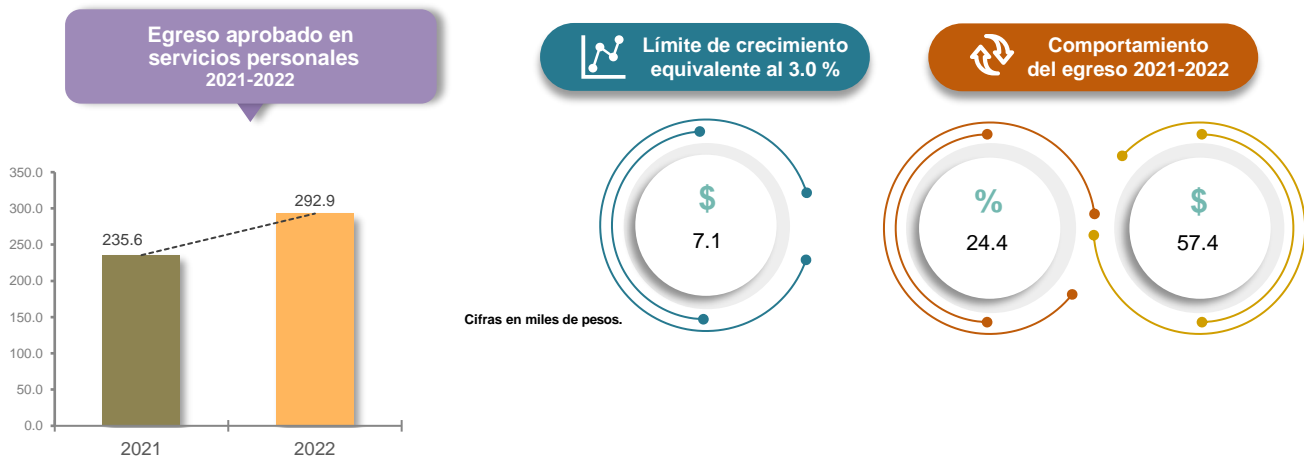 Egreso aprobado en
servicios personales
2021-2022
350.0
300.0
250.0
200.0
150.0
100.0
50.0
0.0
235.6
292.9
2021
2022
Límite de crecimiento
equivalente al 3.0 %
$
7.1
Cifras en miles de pesos.
Comportamiento
del egreso 2021-2022
%
24.4
$
57.4